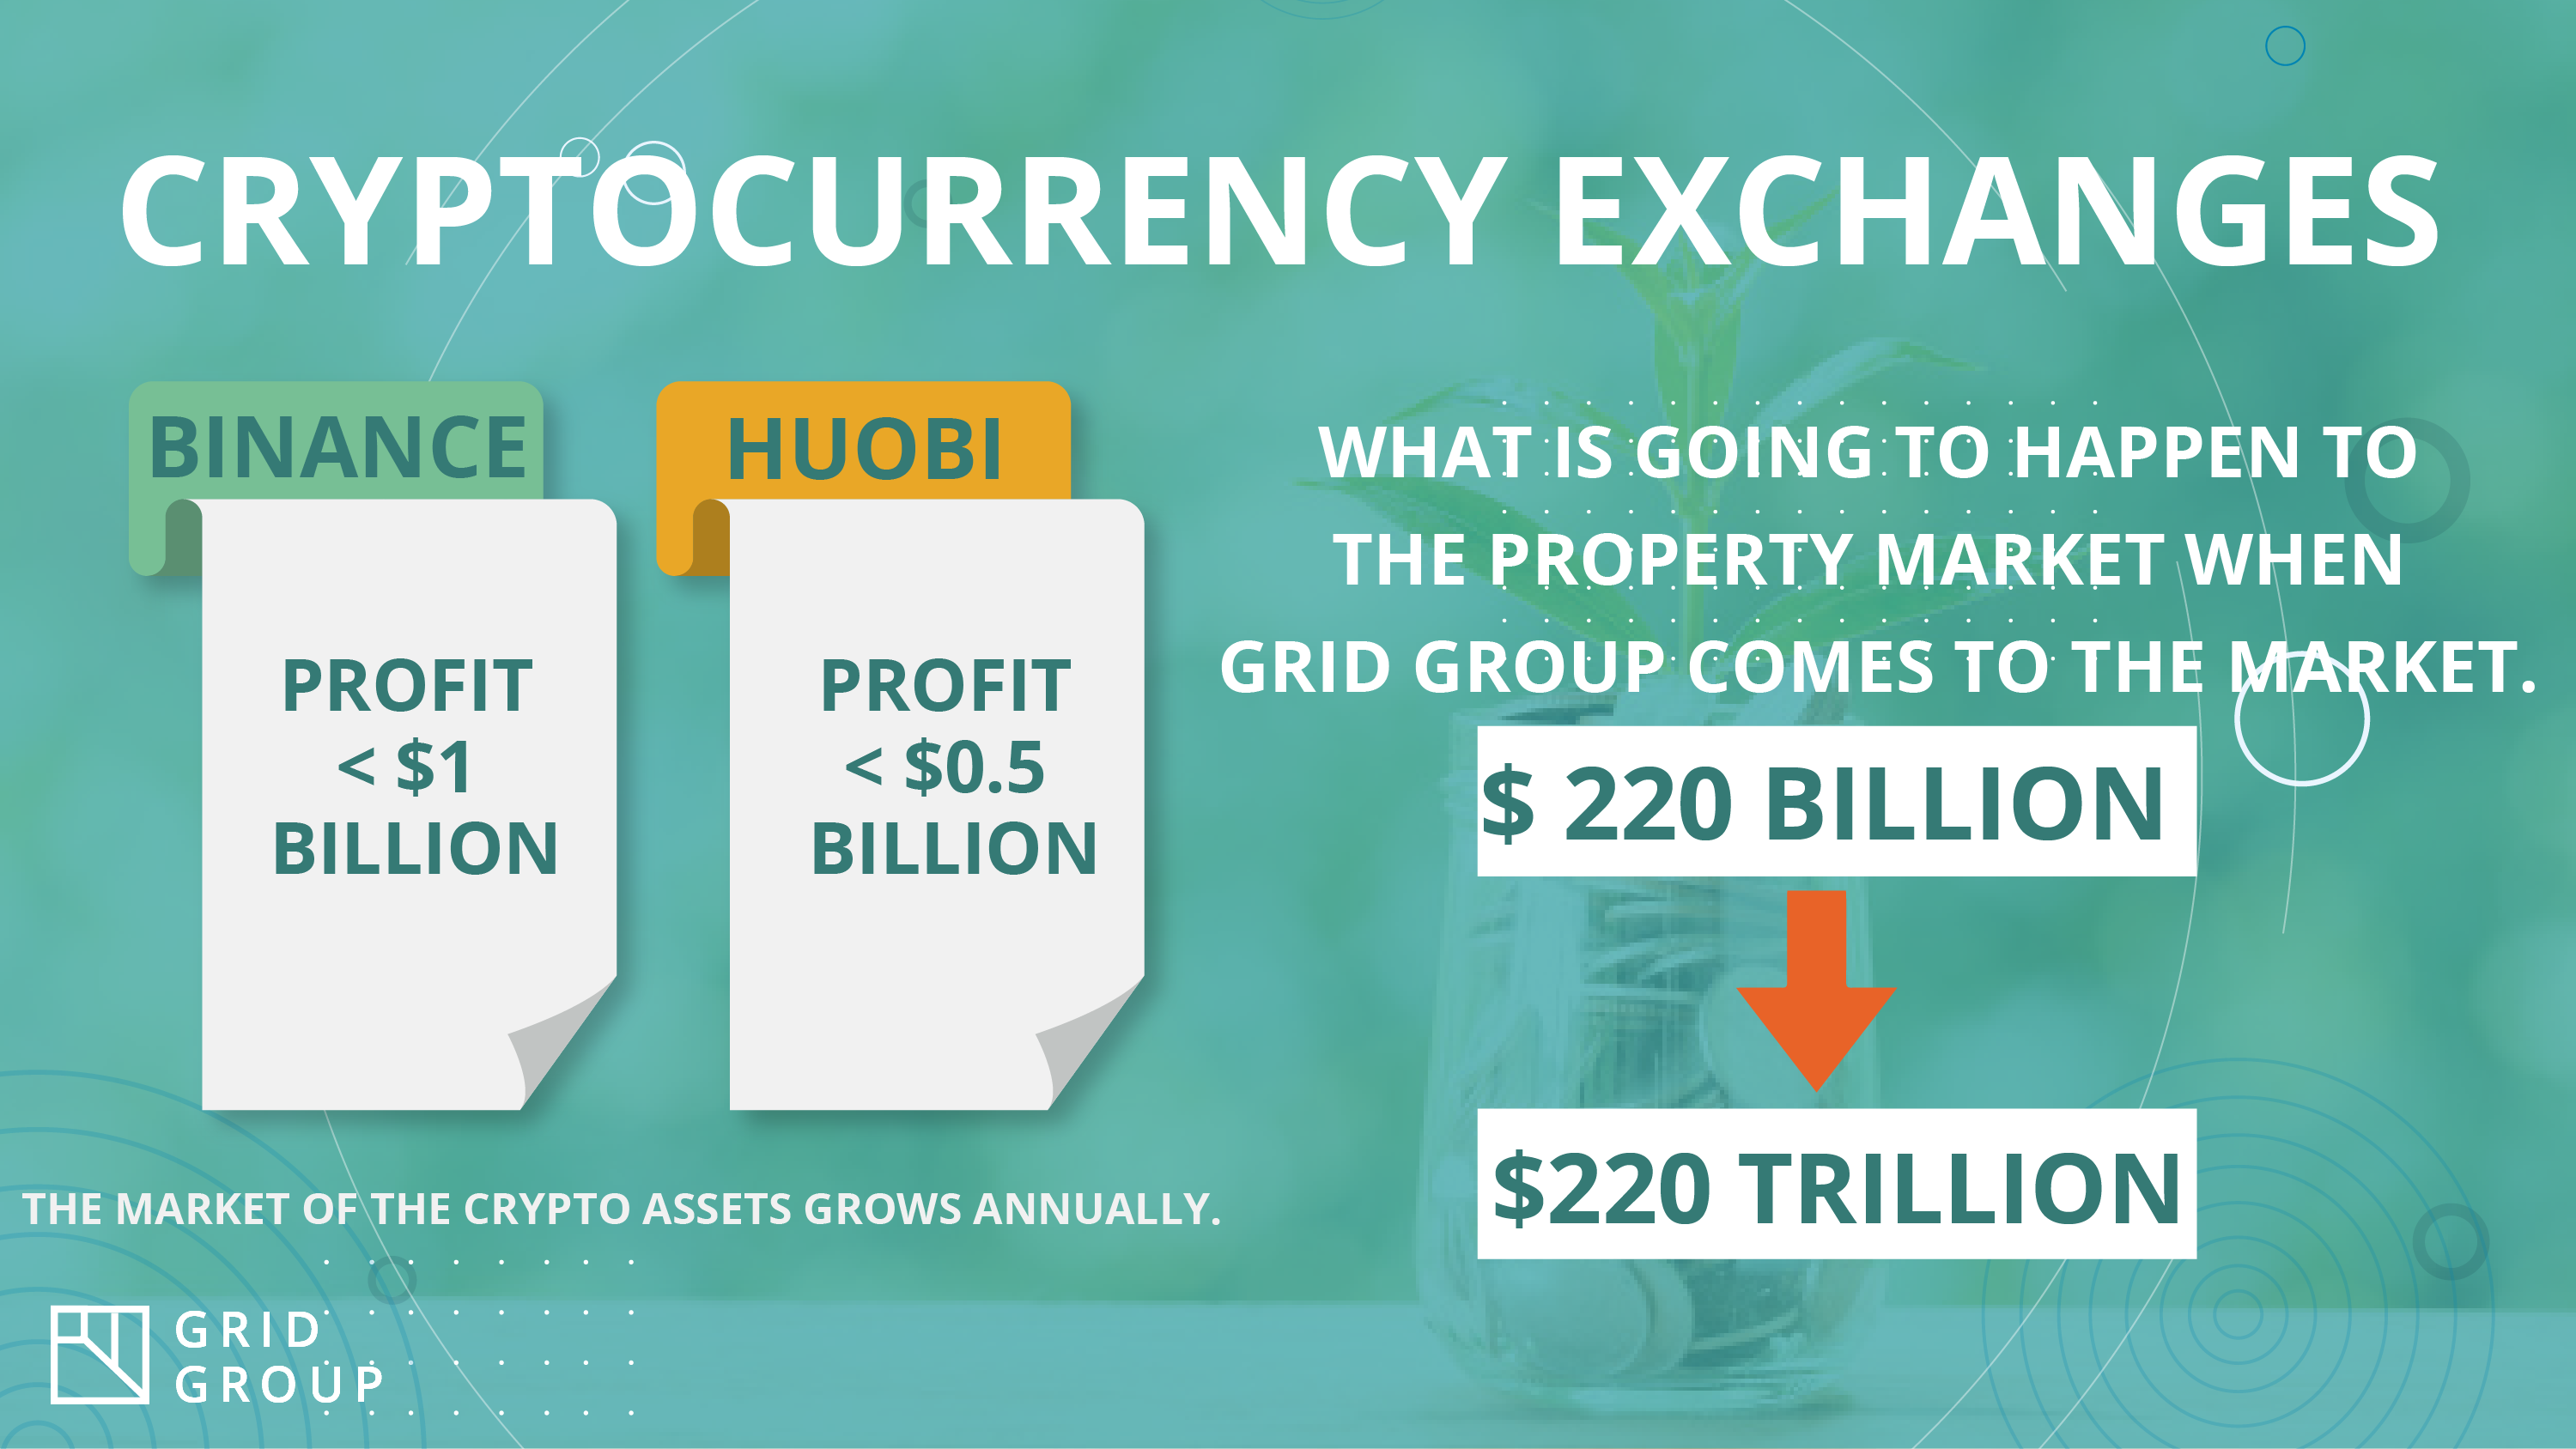 CRYPTOCURRENCY EXCHANGES
BINANCE
PROFIT
< $1
BILLION
HUOBI
PROFIT
< $0.5
BILLION
THE MARKET OF THE CRYPTO ASSETS GROWS ANNUALLY.
WHAT IS GOING TO HAPPEN TO
THE PROPERTY MARKET WHEN
GRID GROUP COMES TO THE MARKET.
$ 220 BILLION
$220 TRILLION
GRID
GROUP